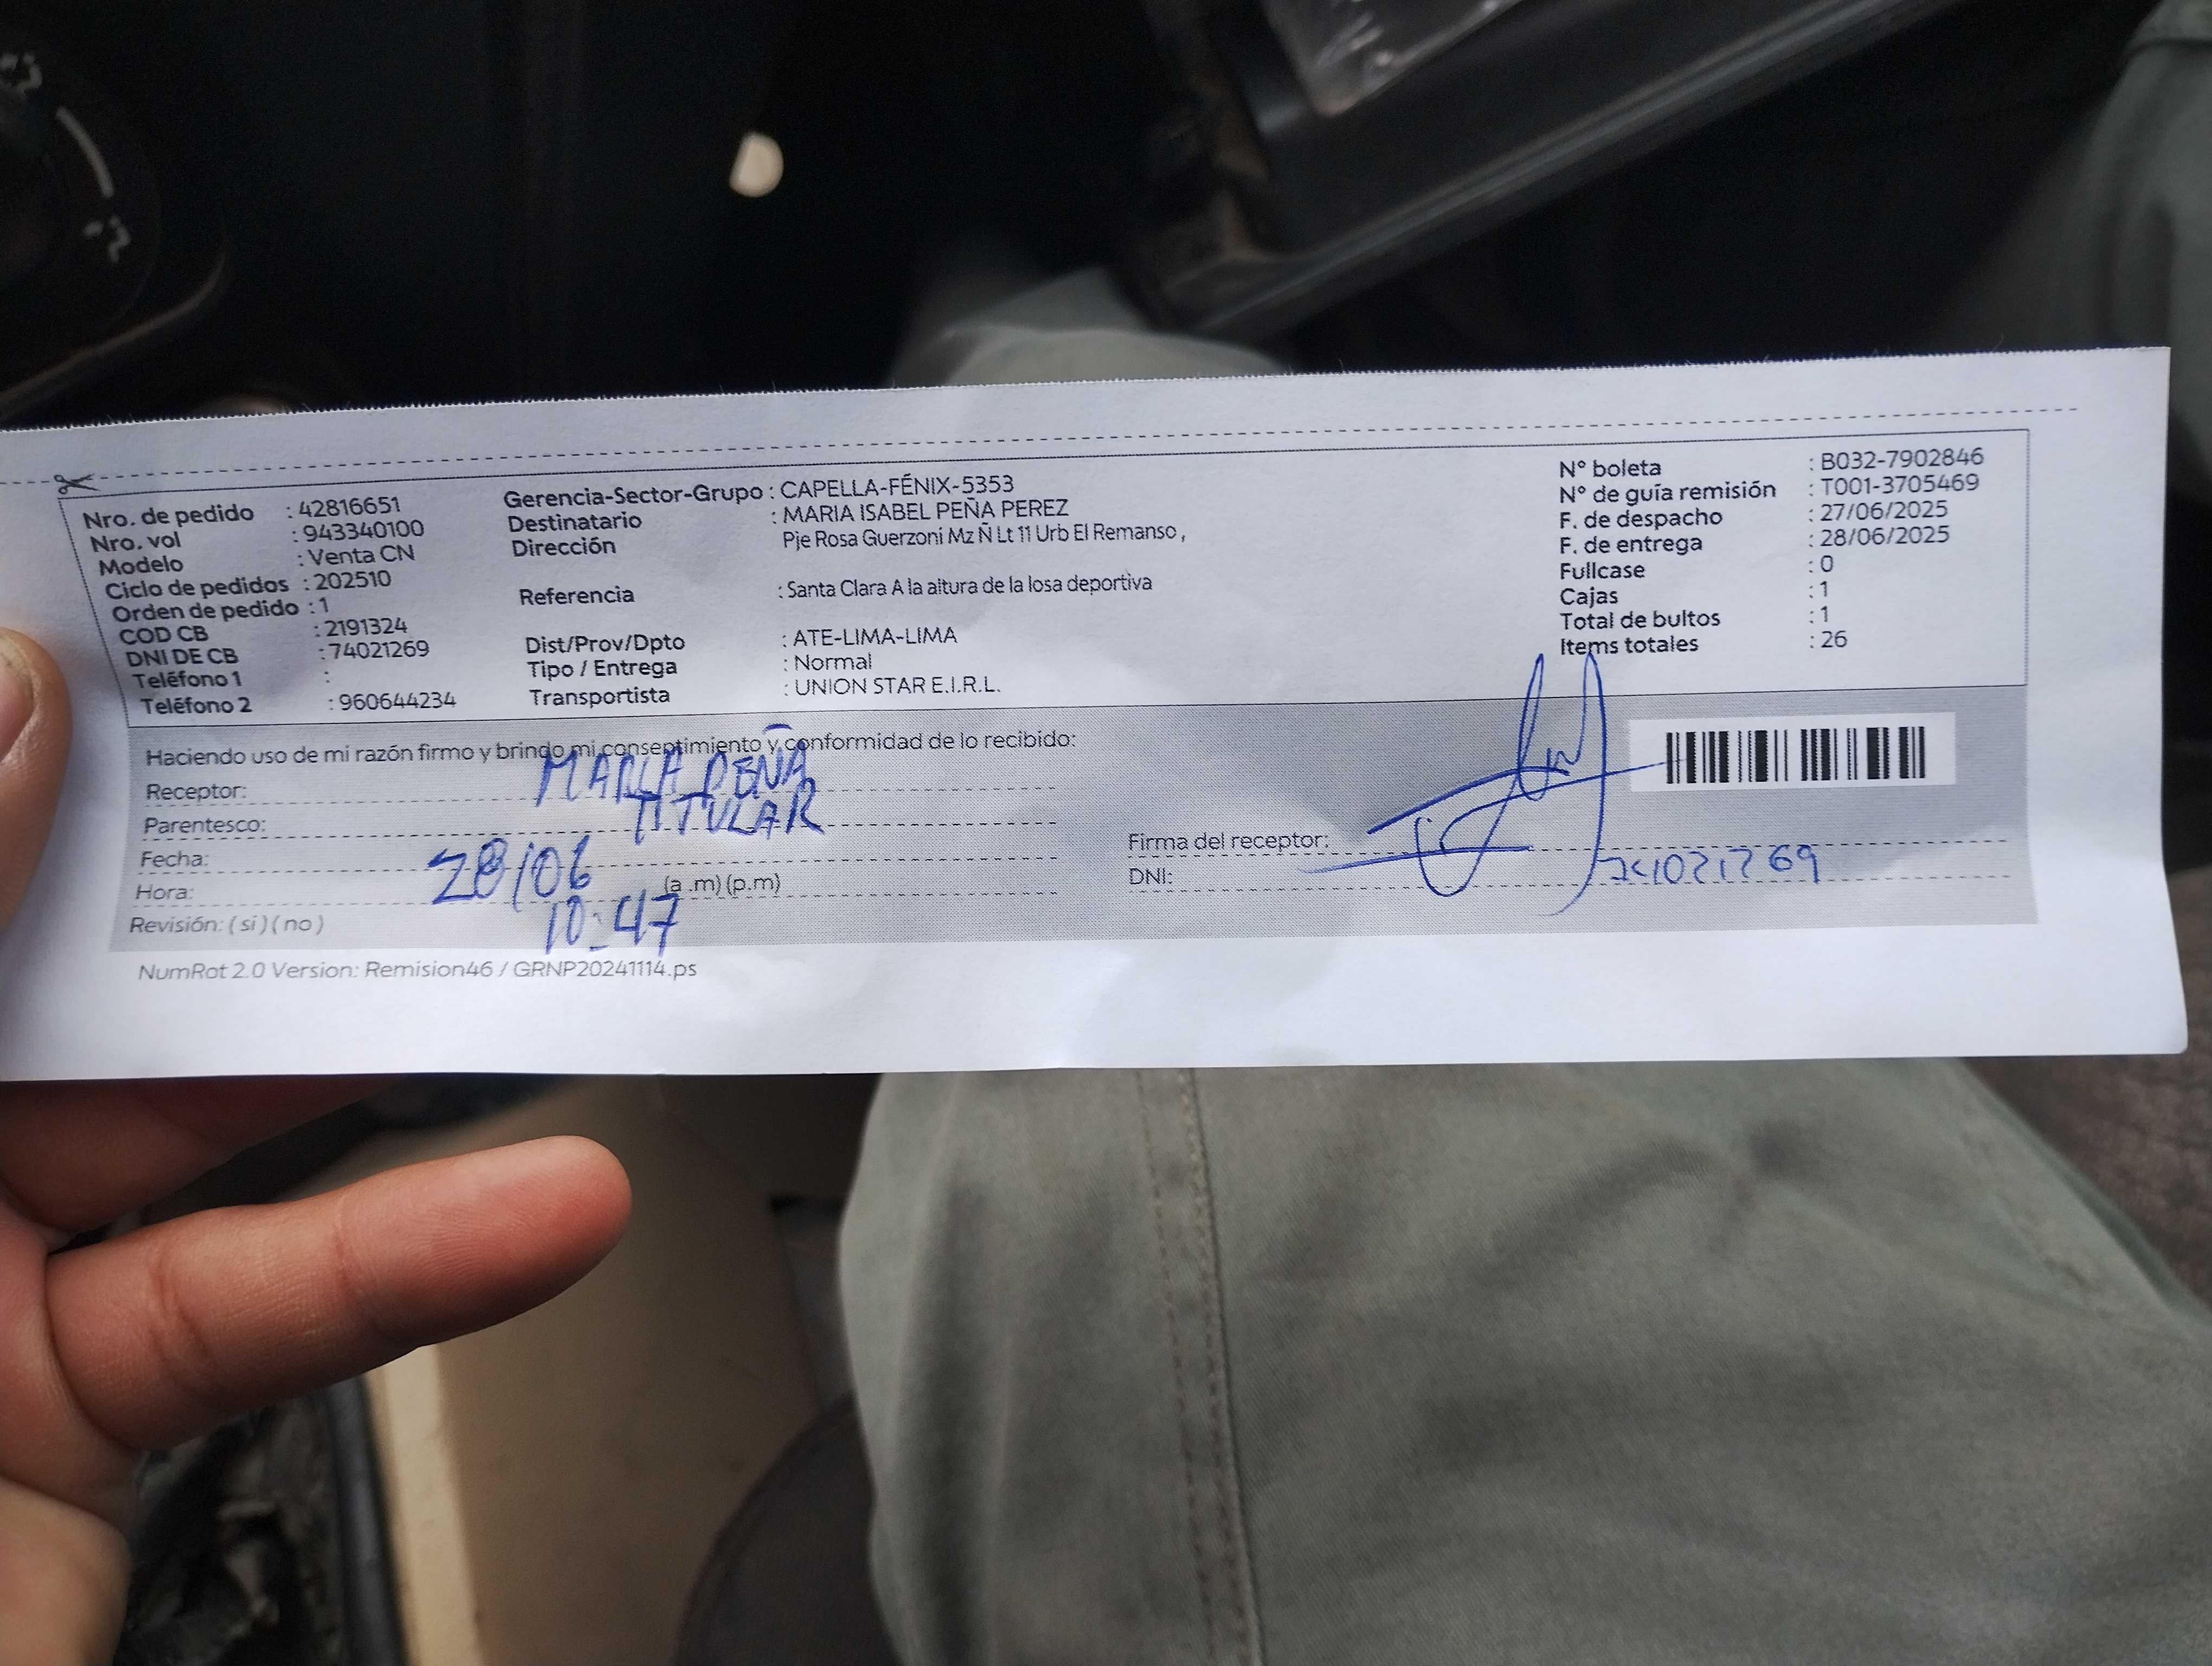 Nro. de pedido : 42816651
Nro. vol : 943340100
Modelo : Venta CN
Ciclo de pedidos : 202510
Orden de pedido : 1
COD CB : 2191324
DNI DE CB : 74021269
Teléfono 1 :
Teléfono 2 : 960644234
Gerencia-Sector-Grupo : CAPELLA-FÉNIX-5353
Destinatario : MARIA ISABEL PEÑA PEREZ
Dirección Pje Rosa Guerzoni Mz Ñ Lt 11 Urb El Remanso ,
Referencia : Santa Clara A la altura de la losa deportiva
Dist/Prov/Dpto : ATE-LIMA-LIMA
Tipo / Entrega : Normal
Transportista : UNION STAR E.I.R.L.
N° boleta : B032-7902846
N° de guía remisión : T001-3705469
F. de despacho : 27/06/2025
F. de entrega : 28/06/2025
Fullcase : 0
Cajas : 1
Total de bultos : 1
Items totales : 26
Haciendo uso de mi razón firmo y brindo mi consentimiento y conformidad de lo recibido:
Receptor: MARIA PEÑA
Parentesco: TITULAR
Fecha: 28/06
Hora: 10:47 (a .m) (p.m)
Revisión: ( si ) ( no )
Firma del receptor:
DNI:
NumRot 2.0 Version: Remision46 / GRNP20241114.ps